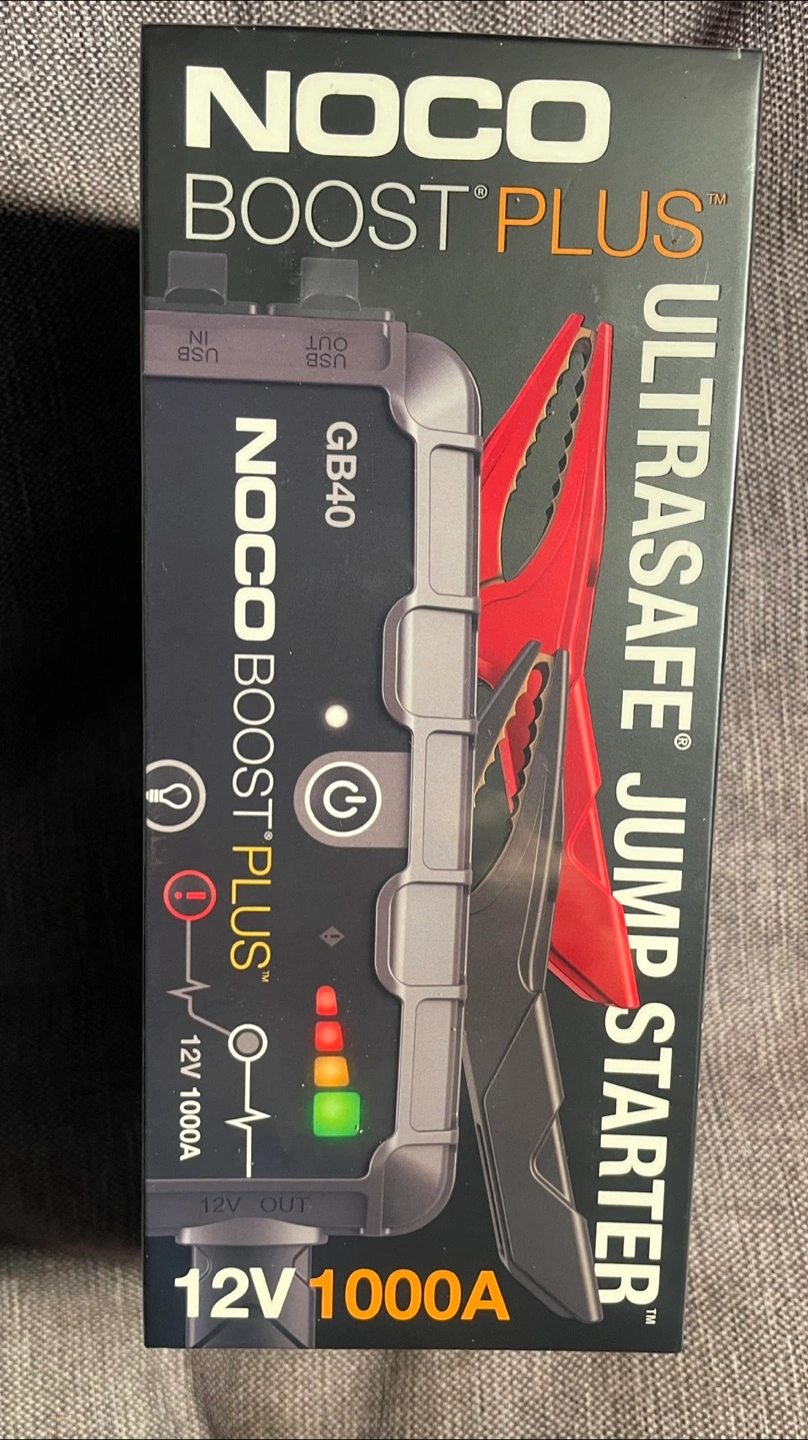 NOCO
BOOST® PLUS™
ULTRASAFE® JUMP STARTER™
USB IN
USB OUT
GB40
NOCO BOOST® PLUS™
12V 1000A
12V OUT
12V 1000A